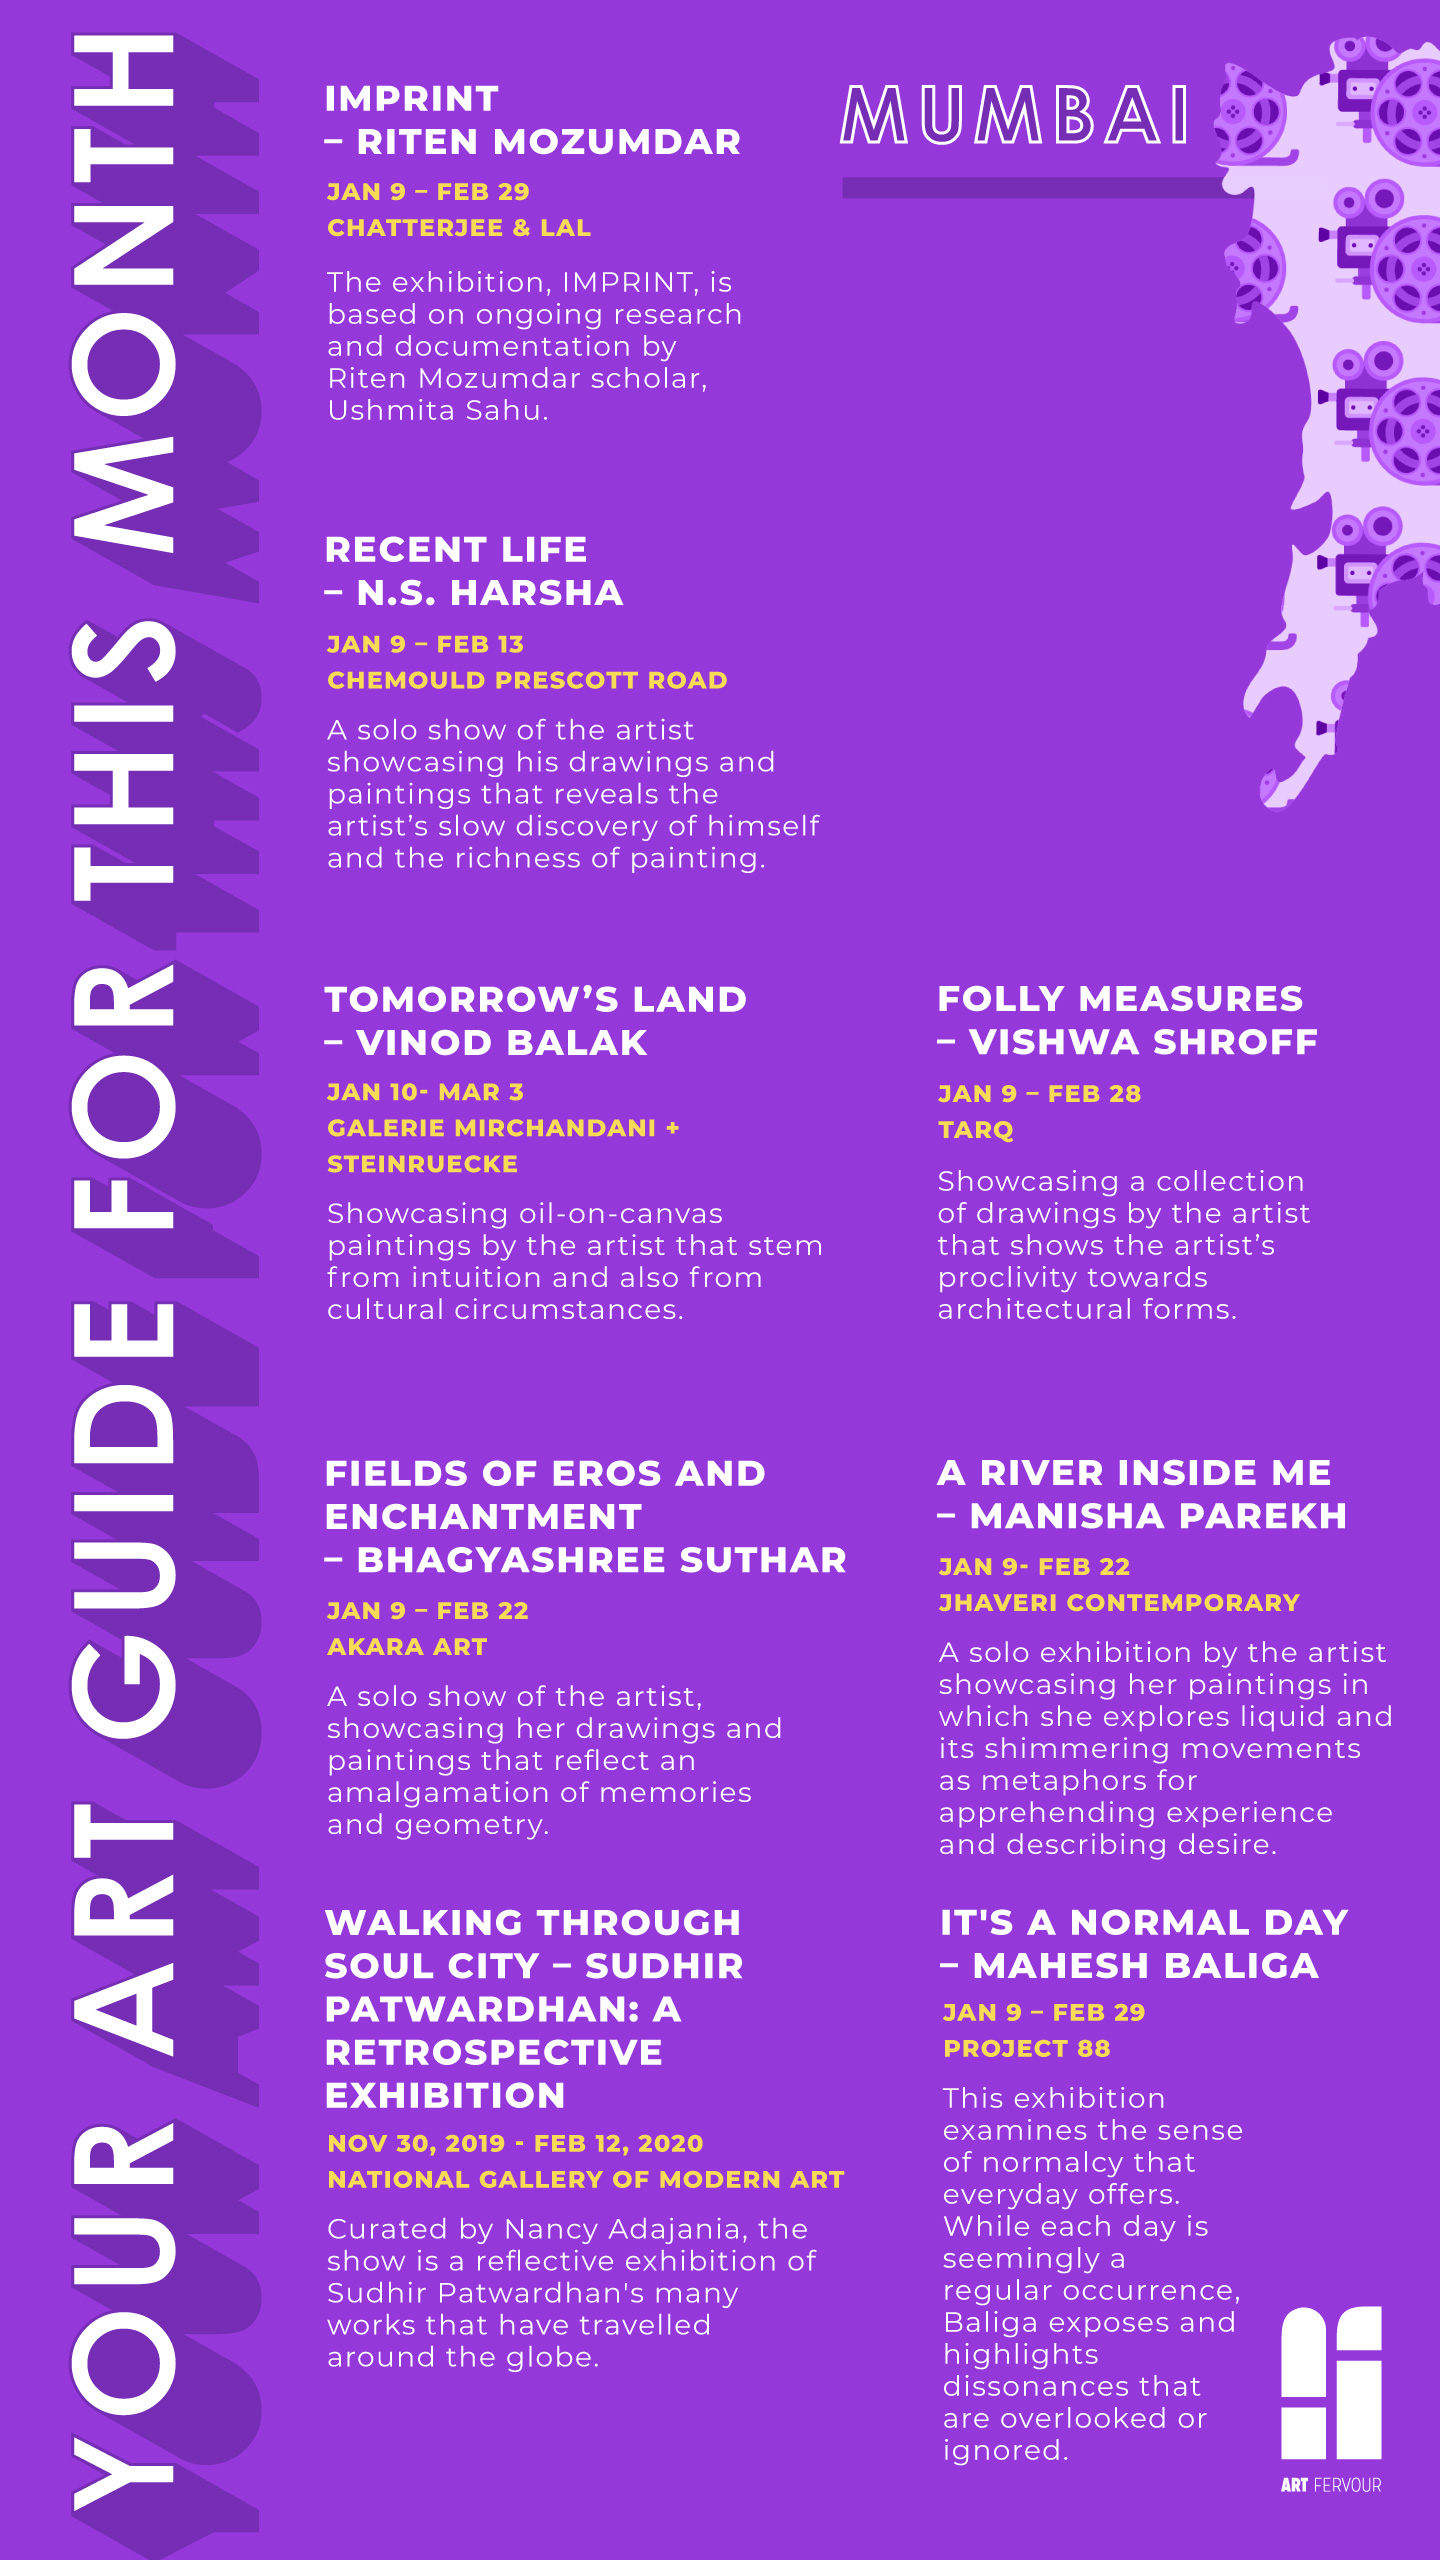 YOUR ART GUIDE FOR THIS MONTH
MUMBAI
IMPRINT
– RITEN MOZUMDAR
JAN 9 – FEB 29
CHATTERJEE & LAL
The exhibition, IMPRINT, is
based on ongoing research
and documentation by
Riten Mozumdar scholar,
Ushmita Sahu.
RECENT LIFE
– N.S. HARSHA
JAN 9 – FEB 13
CHEMOULD PRESCOTT ROAD
A solo show of the artist
showcasing his drawings and
paintings that reveals the
artist’s slow discovery of himself
and the richness of painting.
TOMORROW’S LAND
– VINOD BALAK
JAN 10- MAR 3
GALERIE MIRCHANDANI +
STEINRUECKE
Showcasing oil-on-canvas
paintings by the artist that stem
from intuition and also from
cultural circumstances.
FOLLY MEASURES
– VISHWA SHROFF
JAN 9 – FEB 28
TARQ
Showcasing a collection
of drawings by the artist
that shows the artist’s
proclivity towards
architectural forms.
FIELDS OF EROS AND
ENCHANTMENT
– BHAGYASHREE SUTHAR
JAN 9 – FEB 22
AKARA ART
A solo show of the artist,
showcasing her drawings and
paintings that reflect an
amalgamation of memories
and geometry.
A RIVER INSIDE ME
– MANISHA PAREKH
JAN 9- FEB 22
JHAVERI CONTEMPORARY
A solo exhibition by the artist
showcasing her paintings in
which she explores liquid and
its shimmering movements
as metaphors for
apprehending experience
and describing desire.
WALKING THROUGH
SOUL CITY – SUDHIR
PATWARDHAN: A
RETROSPECTIVE
EXHIBITION
NOV 30, 2019 - FEB 12, 2020
NATIONAL GALLERY OF MODERN ART
Curated by Nancy Adajania, the
show is a reflective exhibition of
Sudhir Patwardhan's many
works that have travelled
around the globe.
IT'S A NORMAL DAY
– MAHESH BALIGA
JAN 9 – FEB 29
PROJECT 88
This exhibition
examines the sense
of normalcy that
everyday offers.
While each day is
seemingly a
regular occurrence,
Baliga exposes and
highlights
dissonances that
are overlooked or
ignored.
ART FERVOUR